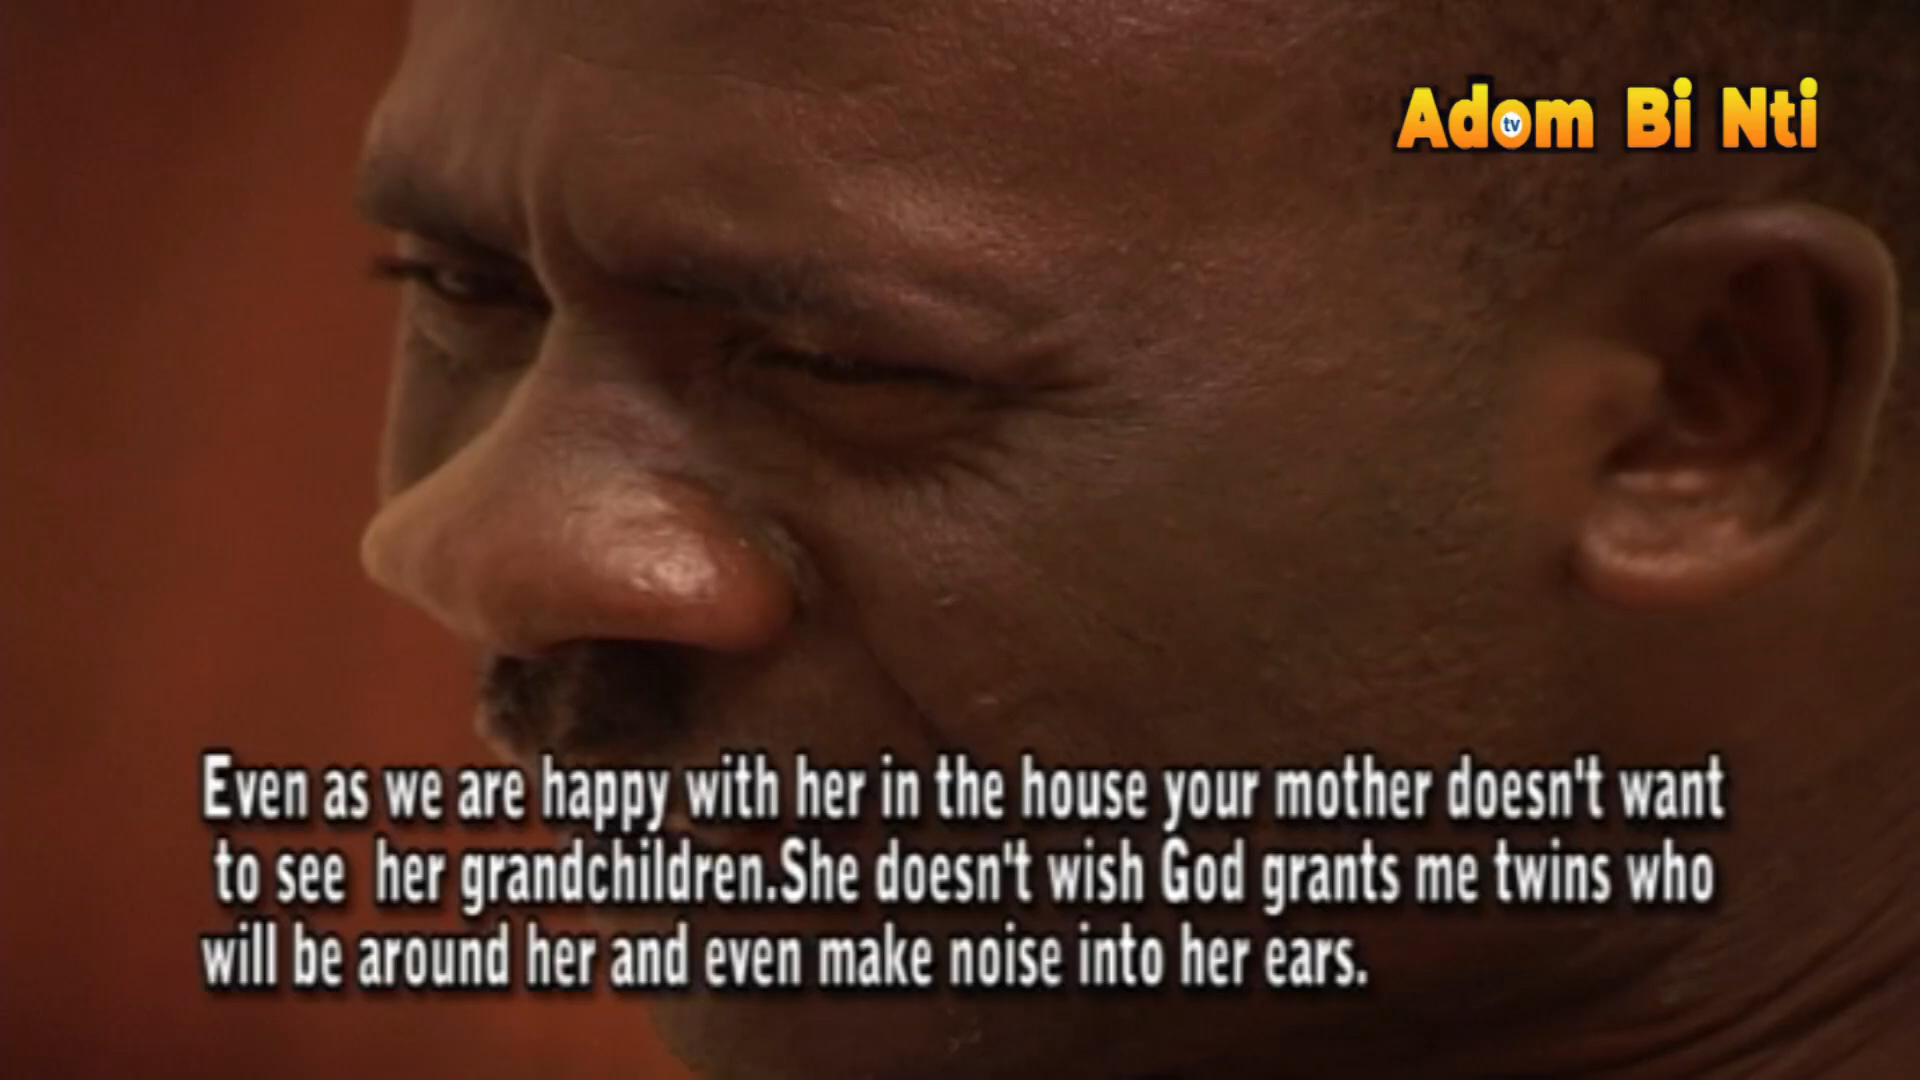 Adom Bi Nti
tv
Even as we are happy with her in the house your mother doesn't want
to see her grandchildren.She doesn't wish God grants me twins who
will be around her and even make noise into her ears.